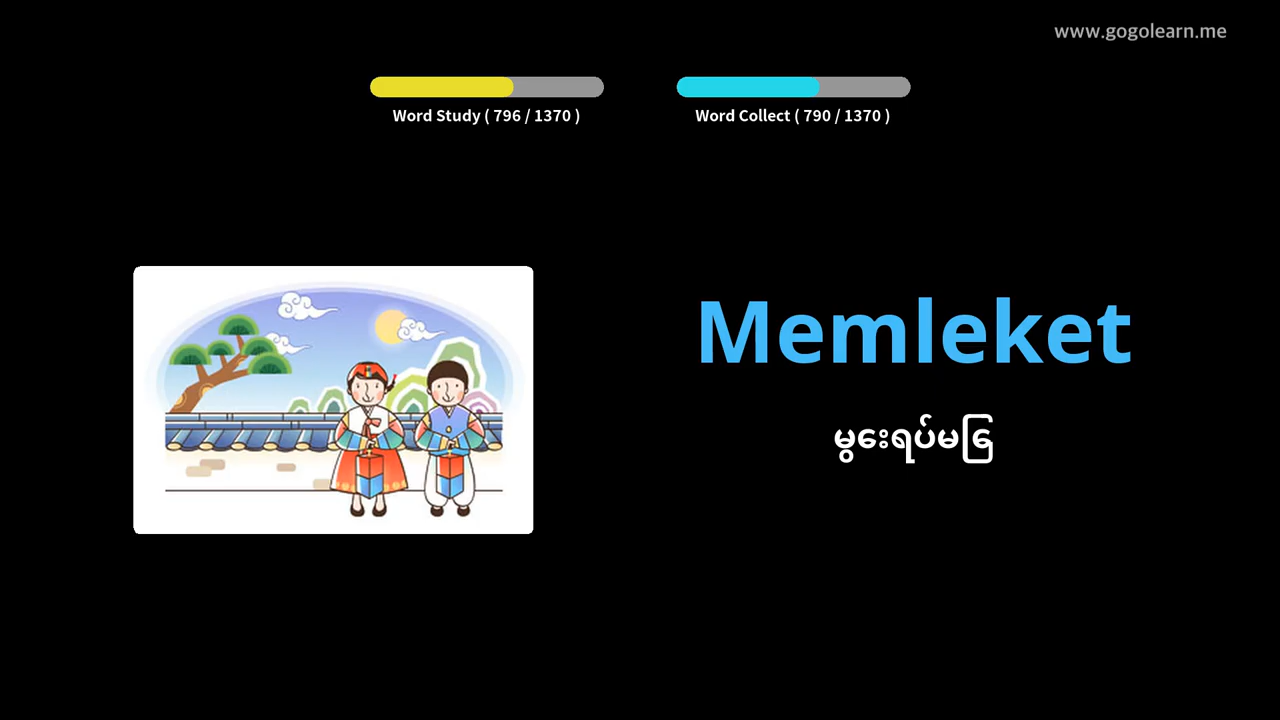 www.gogolearn.me
Word Study ( 796 / 1370 )
Word Collect ( 790 / 1370 )
Memleket
မွေးရပ်မြေ